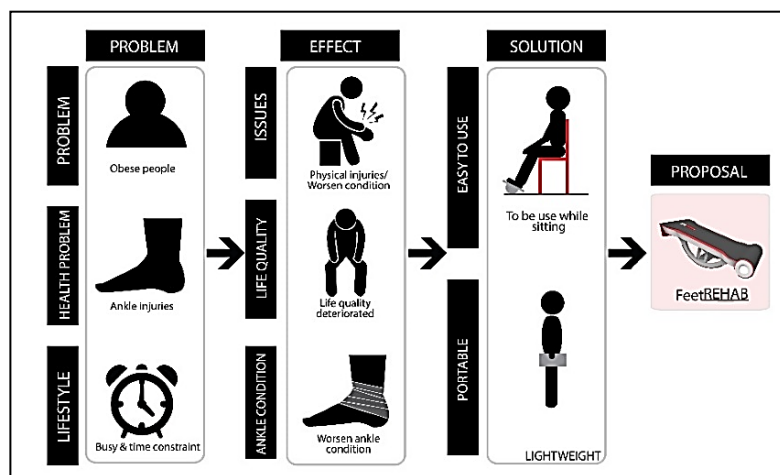 PROBLEM
EFFECT
SOLUTION
PROBLEM
Obese people
HEALTH PROBLEM
Ankle injuries
LIFESTYLE
Busy & time constraint
ISSUES
Physical injuries/
Worsen condition
LIFE QUALITY
Life quality
deteriorated
ANKLE CONDITION
Worsen ankle
condition
EASY TO USE
To be use while
sitting
PORTABLE
LIGHTWEIGHT
PROPOSAL
FeetREHAB